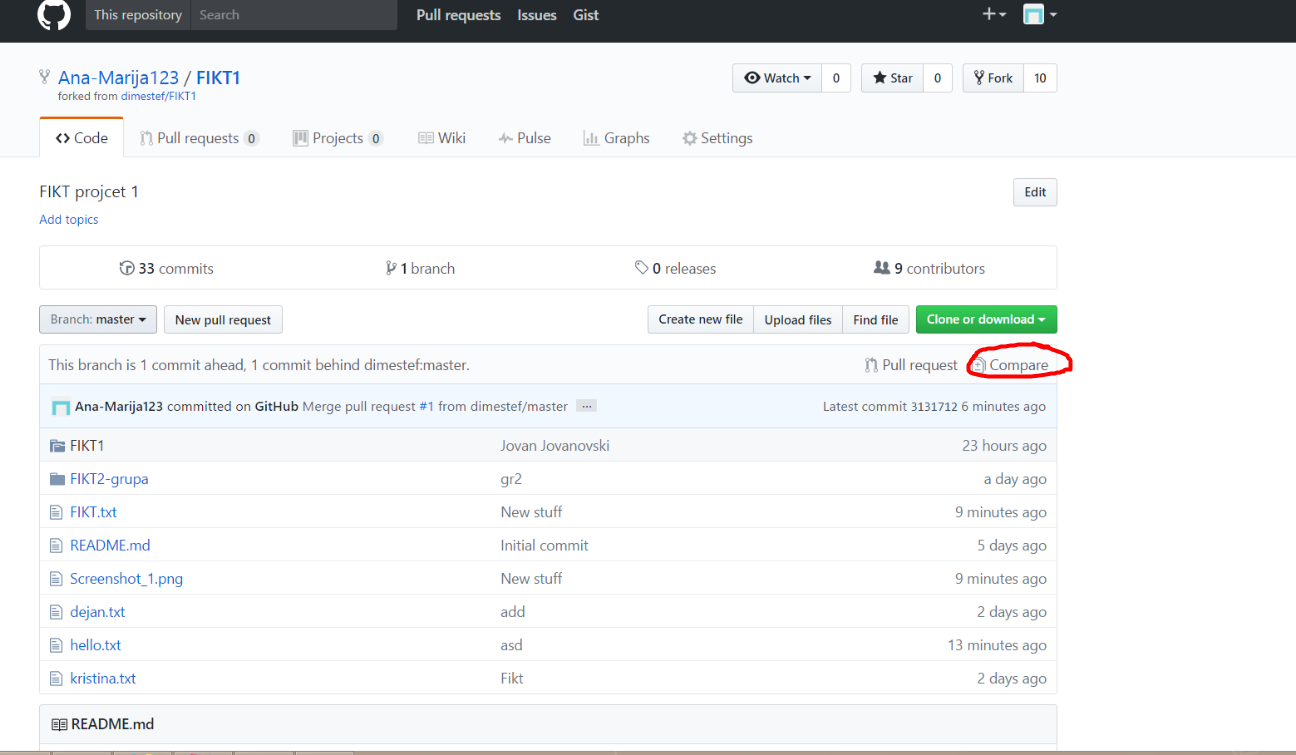 This repository Search Pull requests Issues Gist
Ana-Marija123 / FIKT1 Watch 0 Star 0 Fork 10
forked from dimestef/FIKT1
Code Pull requests 0 Projects 0 Wiki Pulse Graphs Settings
FIKT projcet 1 Edit
Add topics
33 commits 1 branch 0 releases 9 contributors
Branch: master New pull request Create new file Upload files Find file Clone or download
This branch is 1 commit ahead, 1 commit behind dimestef:master. Pull request Compare
Ana-Marija123 committed on GitHub Merge pull request #1 from dimestef/master ... Latest commit 3131712 6 minutes ago
FIKT1 Jovan Jovanovski 23 hours ago
FIKT2-grupa gr2 a day ago
FIKT.txt New stuff 9 minutes ago
README.md Initial commit 5 days ago
Screenshot_1.png New stuff 9 minutes ago
dejan.txt add 2 days ago
hello.txt asd 13 minutes ago
kristina.txt Fikt 2 days ago
README.md